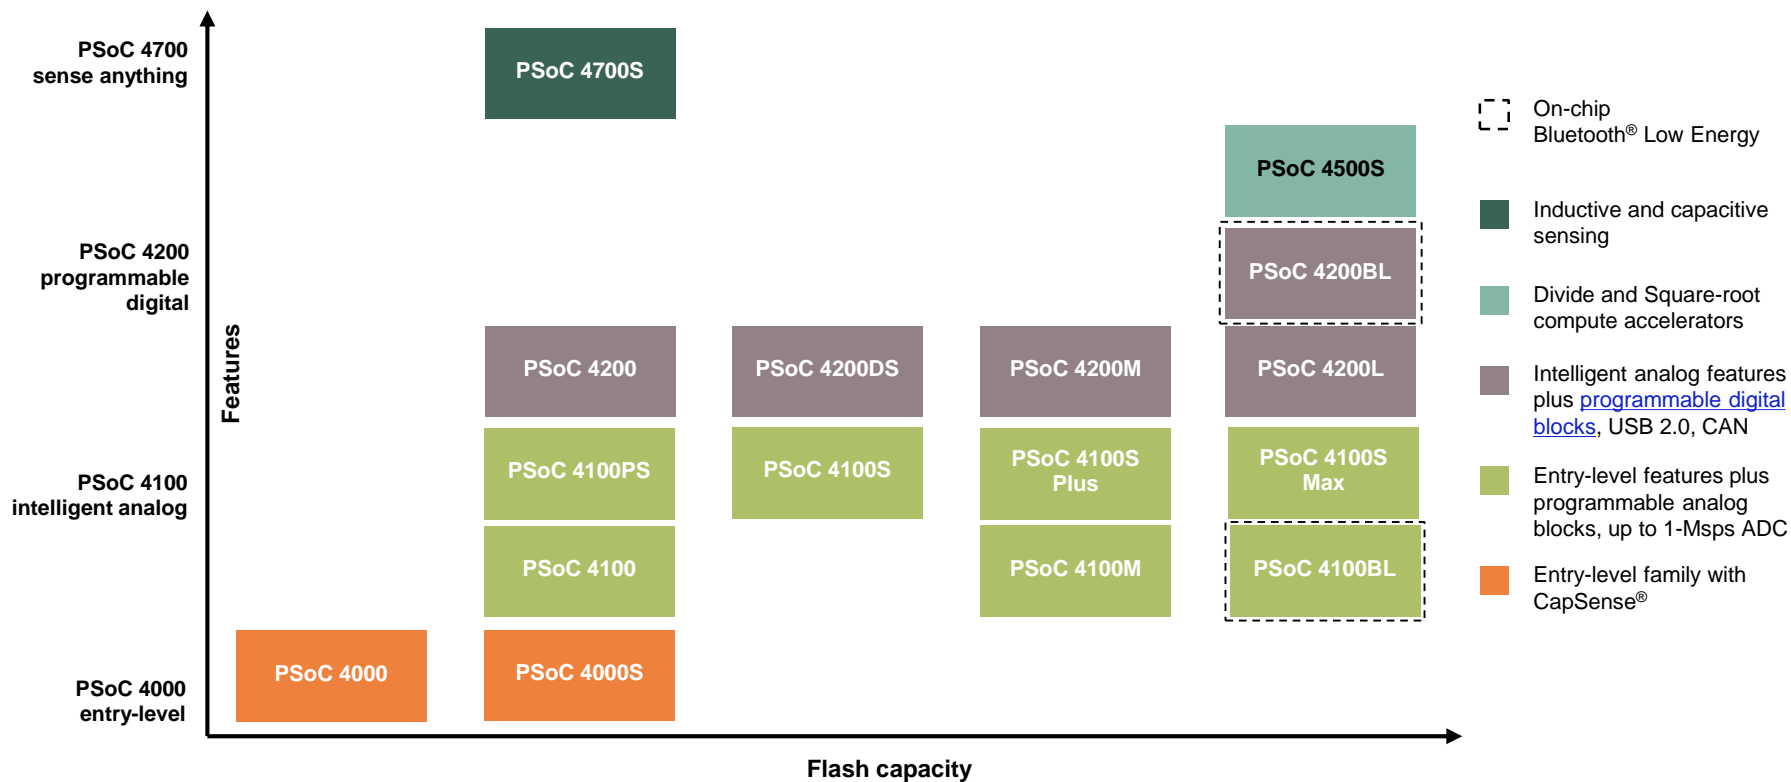 PSoC 4700
sense anything
PSoC 4200
programmable
digital
PSoC 4100
intelligent analog
PSoC 4000
entry-level
Features
PSoC 4700S
PSoC 4500S
PSoC 4200BL
PSoC 4200
PSoC 4200DS
PSoC 4200M
PSoC 4200L
PSoC 4100PS
PSoC 4100S
PSoC 4100S
Plus
PSoC 4100S
Max
PSoC 4100
PSoC 4100M
PSoC 4100BL
PSoC 4000
PSoC 4000S
Flash capacity
On-chip
Bluetooth® Low Energy
Inductive and capacitive
sensing
Divide and Square-root
compute accelerators
Intelligent analog features
plus programmable digital
blocks, USB 2.0, CAN
Entry-level features plus
programmable analog
blocks, up to 1-Msps ADC
Entry-level family with
CapSense®